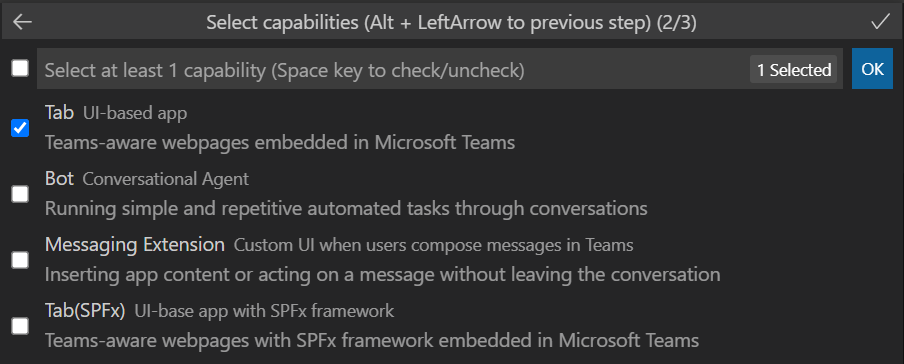 Select capabilities (Alt + LeftArrow to previous step) (2/3)
Select at least 1 capability (Space key to check/uncheck) 1 Selected OK
Tab UI-based app
Teams-aware webpages embedded in Microsoft Teams
Bot Conversational Agent
Running simple and repetitive automated tasks through conversations
Messaging Extension Custom UI when users compose messages in Teams
Inserting app content or acting on a message without leaving the conversation
Tab(SPFx) UI-base app with SPFx framework
Teams-aware webpages with SPFx framework embedded in Microsoft Teams